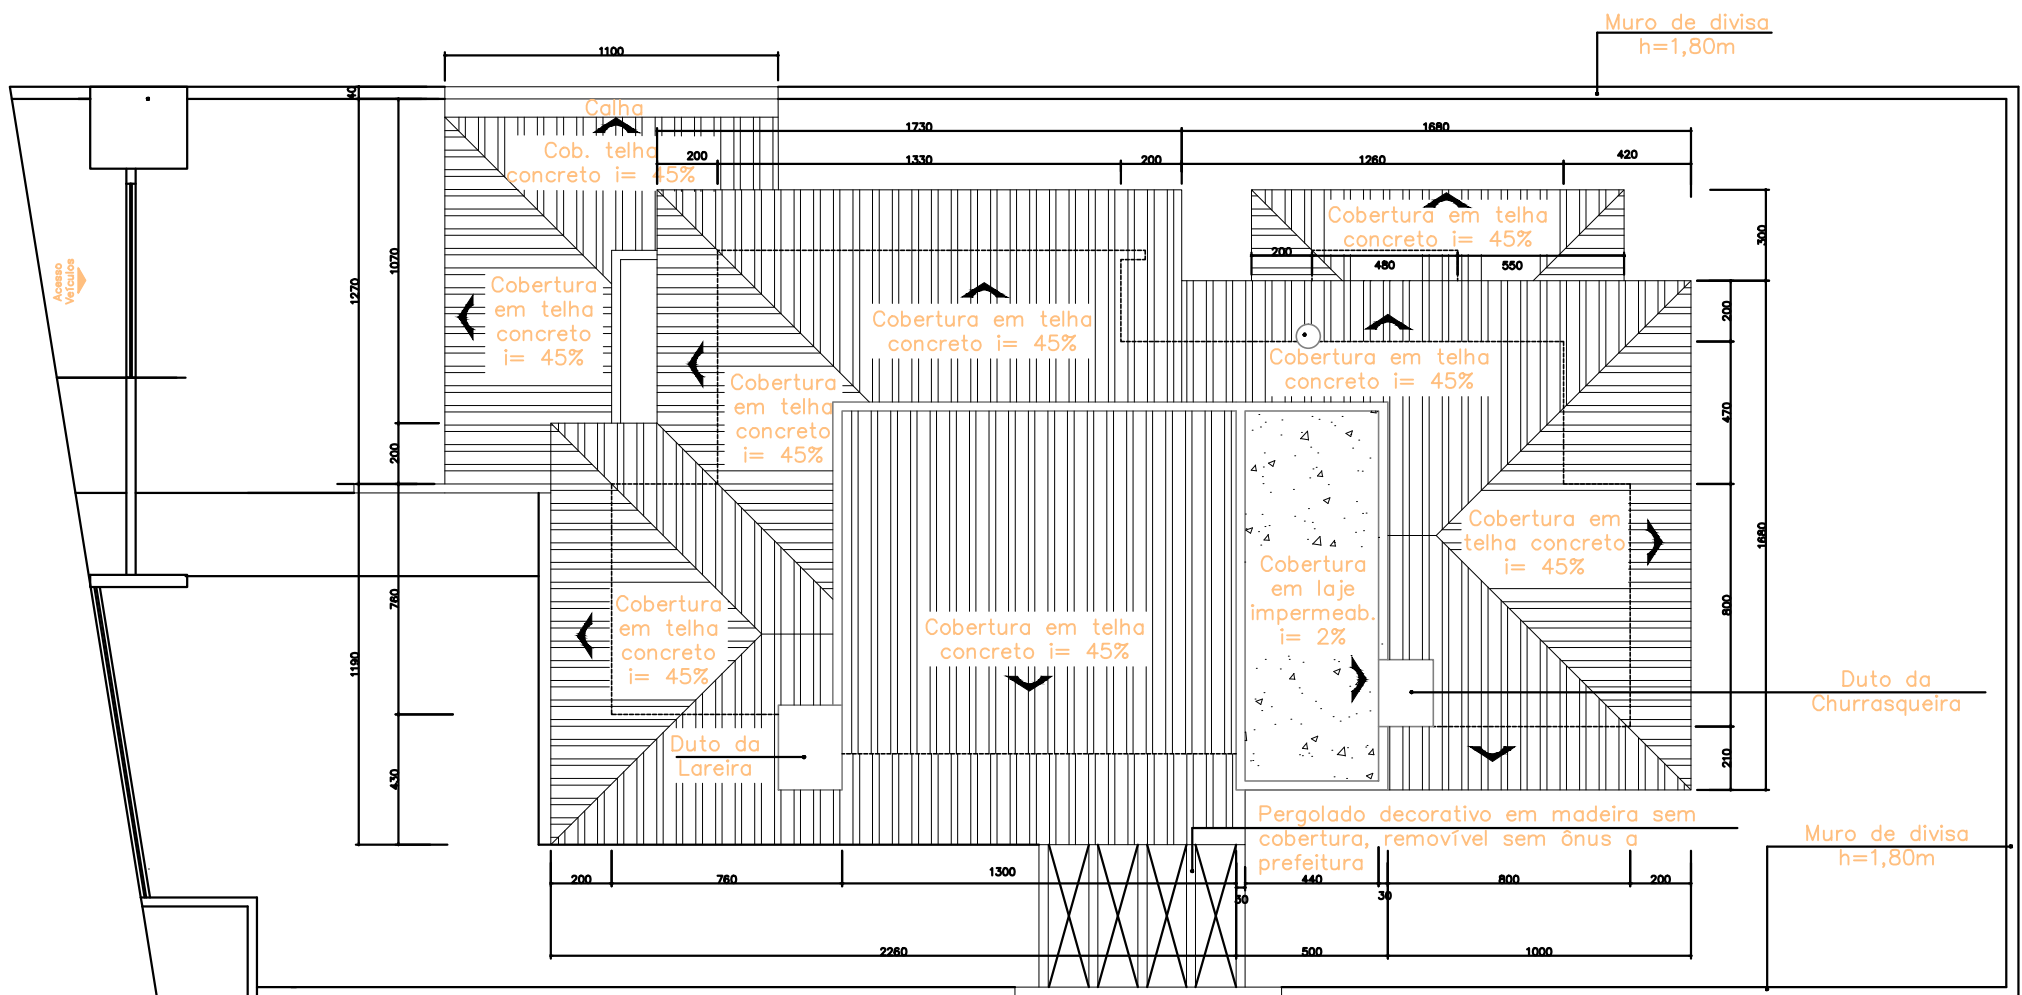 Muro de divisa
h=1,80m
1100
40
Calha
1730
1680
Cob. telha
concreto i= 45%
200
1330
200
1260
420
Cobertura em telha
concreto i= 45%
300
Acesso
Veículos
1070
1270
200
480
550
Cobertura
em telha
concreto
i= 45%
Cobertura em telha
concreto i= 45%
200
Cobertura em telha
concreto i= 45%
Cobertura
em telha
concreto
i= 45%
470
200
Cobertura em
telha concreto
i= 45%
1680
Cobertura
em laje
impermeab.
i= 2%
760
Cobertura
em telha
concreto
i= 45%
Cobertura em telha
concreto i= 45%
800
1190
Duto da
Churrasqueira
Duto da
Lareira
430
210
Pergolado decorativo em madeira sem
cobertura, removível sem ônus a
prefeitura
Muro de divisa
h=1,80m
200
760
1300
30
440
30
800
200
2260
500
1000